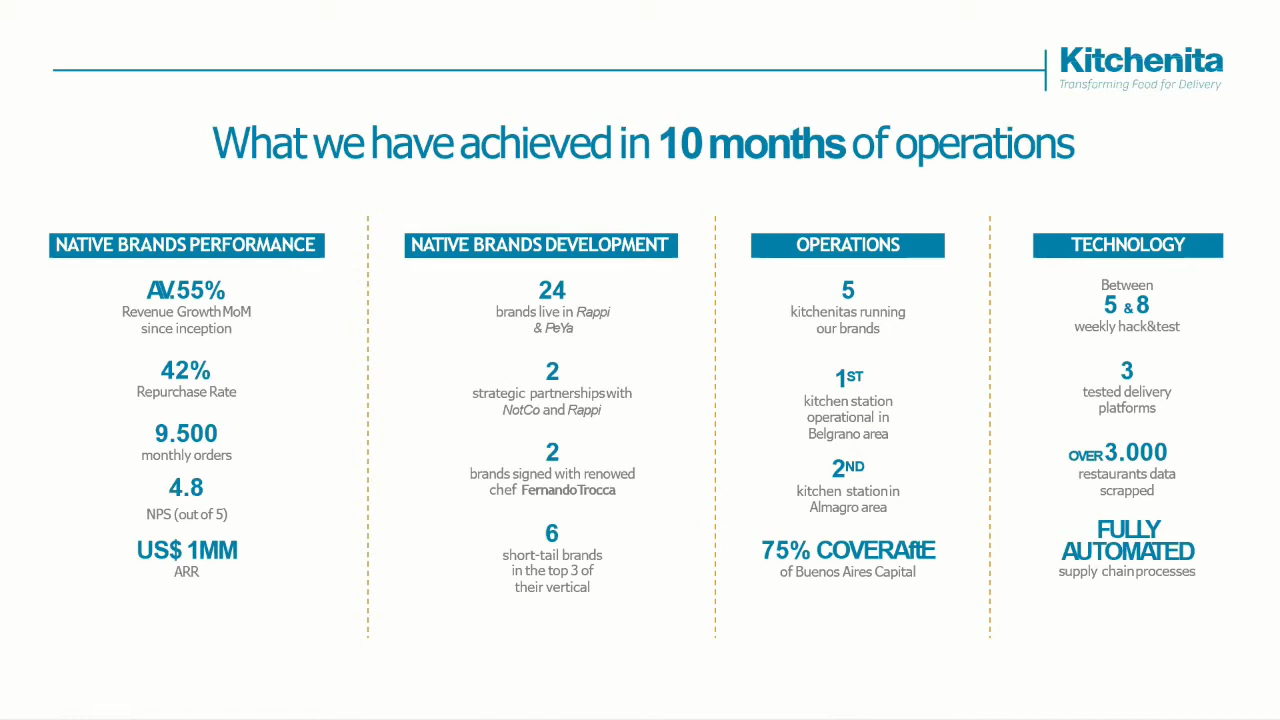 Kitchenita
Transforming Food for Delivery
What we have achieved in 10 months of operations
NATIVE BRANDS PERFORMANCE
AV.55%
Revenue Growth MoM
since inception
42%
Repurchase Rate
9.500
monthly orders
4.8
NPS (out of 5)
US$ 1MM
ARR
NATIVE BRANDS DEVELOPMENT
24
brands live in Rappi
& PeYa
2
strategic partnerships with
NotCo and Rappi
2
brands signed with renowed
chef Fernando Trocca
6
short-tail brands
in the top 3 of
their vertical
OPERATIONS
5
kitchenitas running
our brands
1ST
kitchen station
operational in
Belgrano area
2ND
kitchen station in
Almagro area
75% COVERAftE
of Buenos Aires Capital
TECHNOLOGY
Between
5 & 8
weekly hack&test
3
tested delivery
platforms
OVER 3.000
restaurants data
scrapped
FULLY
AUTOMATED
supply chain processes